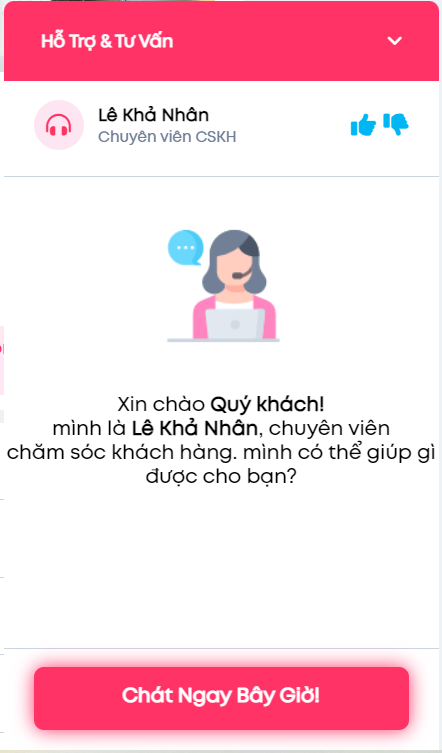 Hỗ Trợ & Tư Vấn
Lê Khả Nhân
Chuyên viên CSKH
Xin chào Quý khách!
mình là Lê Khả Nhân, chuyên viên
chăm sóc khách hàng. mình có thể giúp gì
được cho bạn?
Chát Ngay Bây Giờ!